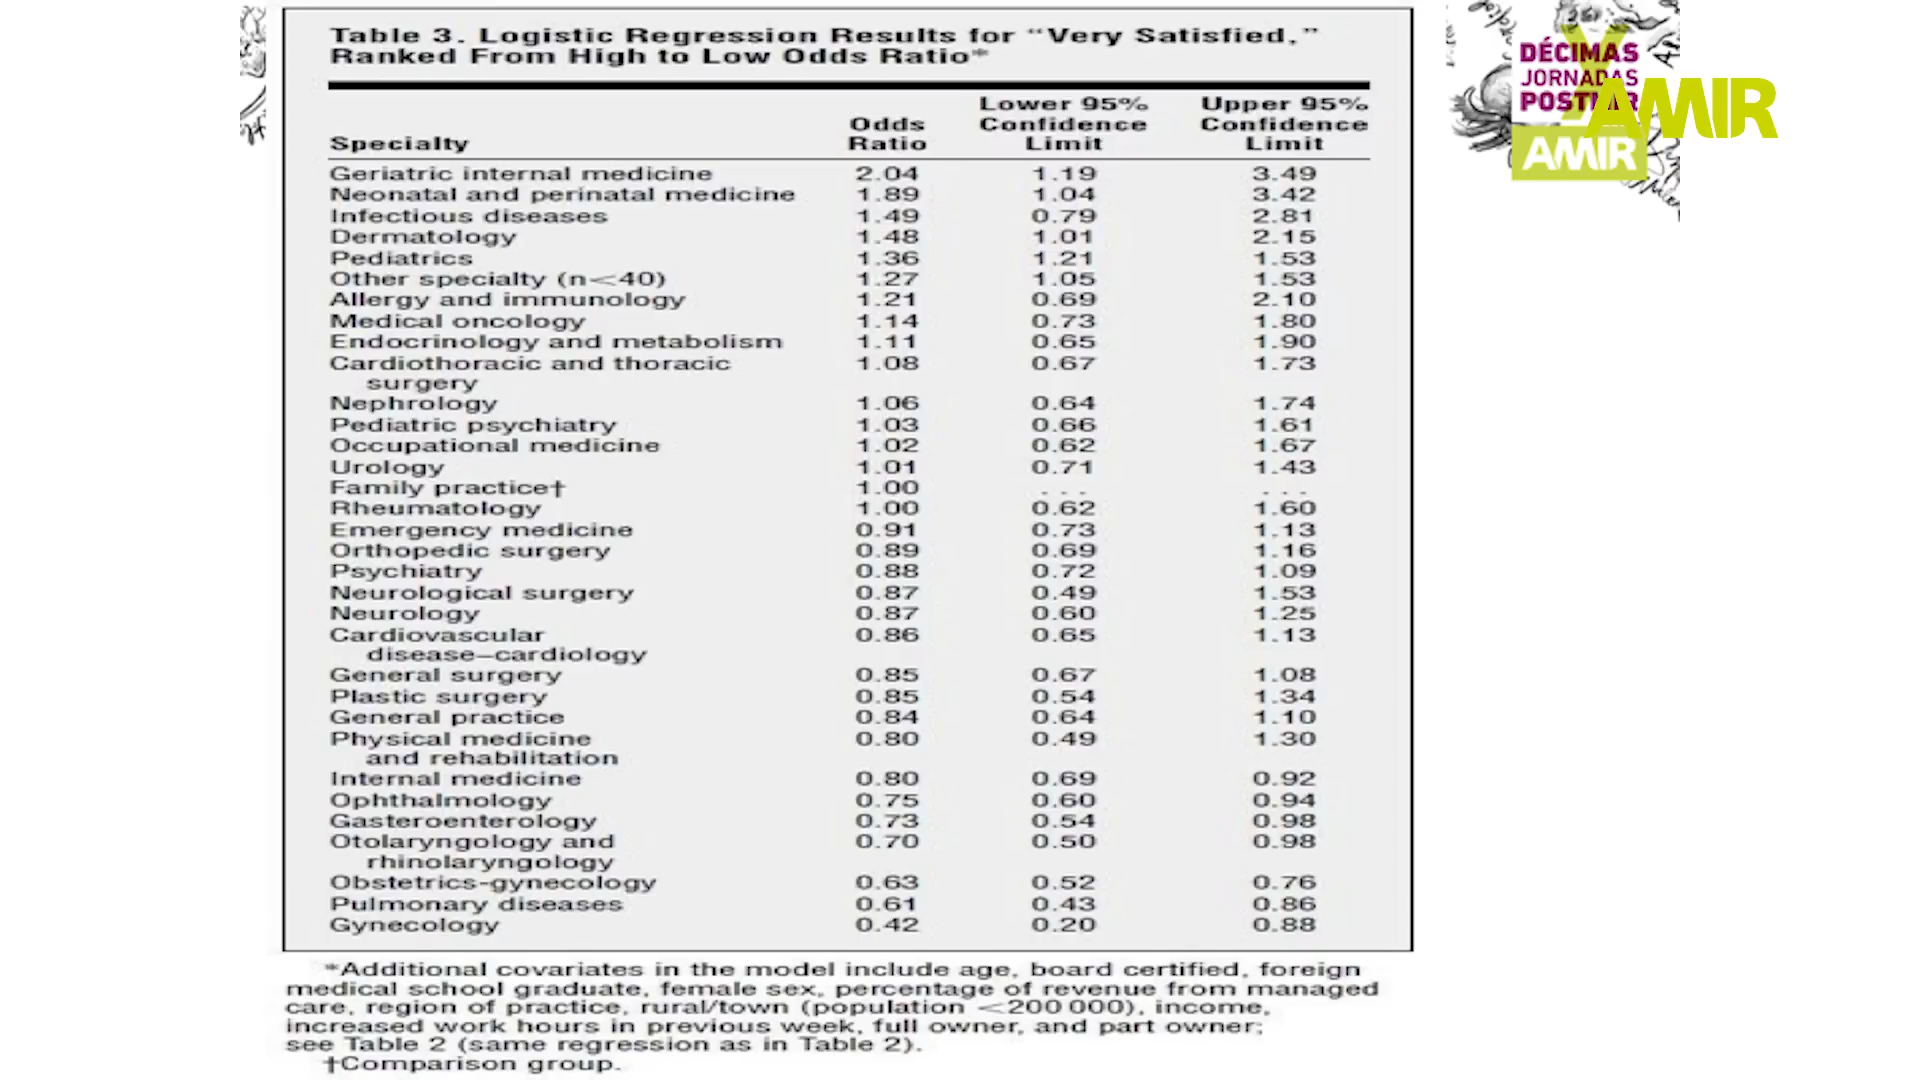 Table 3. Logistic Regression Results for “Very Satisfied,”
Ranked From High to Low Odds Ratio*
Specialty Odds Ratio Lower 95% Confidence Limit Upper 95% Confidence Limit
Geriatric internal medicine 2.04 1.19 3.49
Neonatal and perinatal medicine 1.89 1.04 3.42
Infectious diseases 1.49 0.79 2.81
Dermatology 1.48 1.01 2.15
Pediatrics 1.36 1.21 1.53
Other specialty (n<40) 1.27 1.05 1.53
Allergy and immunology 1.21 0.69 2.10
Medical oncology 1.14 0.73 1.80
Endocrinology and metabolism 1.11 0.65 1.90
Cardiothoracic and thoracic 1.08 0.67 1.73
surgery
Nephrology 1.06 0.64 1.74
Pediatric psychiatry 1.03 0.66 1.61
Occupational medicine 1.02 0.62 1.67
Urology 1.01 0.71 1.43
Family practice† 1.00 . . . . . .
Rheumatology 1.00 0.62 1.60
Emergency medicine 0.91 0.73 1.13
Orthopedic surgery 0.89 0.69 1.16
Psychiatry 0.88 0.72 1.09
Neurological surgery 0.87 0.49 1.53
Neurology 0.87 0.60 1.25
Cardiovascular 0.86 0.65 1.13
disease–cardiology
General surgery 0.85 0.67 1.08
Plastic surgery 0.85 0.54 1.34
General practice 0.84 0.64 1.10
Physical medicine 0.80 0.49 1.30
and rehabilitation
Internal medicine 0.80 0.69 0.92
Ophthalmology 0.75 0.60 0.94
Gasteroenterology 0.73 0.54 0.98
Otolaryngology and 0.70 0.50 0.98
rhinolaryngology
Obstetrics-gynecology 0.63 0.52 0.76
Pulmonary diseases 0.61 0.43 0.86
Gynecology 0.42 0.20 0.88
*Additional covariates in the model include age, board certified, foreign
medical school graduate, female sex, percentage of revenue from managed
care, region of practice, rural/town (population <200 000), income,
increased work hours in previous week, full owner, and part owner;
see Table 2 (same regression as in Table 2).
†Comparison group.
DÉCIMAS
JORNADAS
AMIR
AMIR